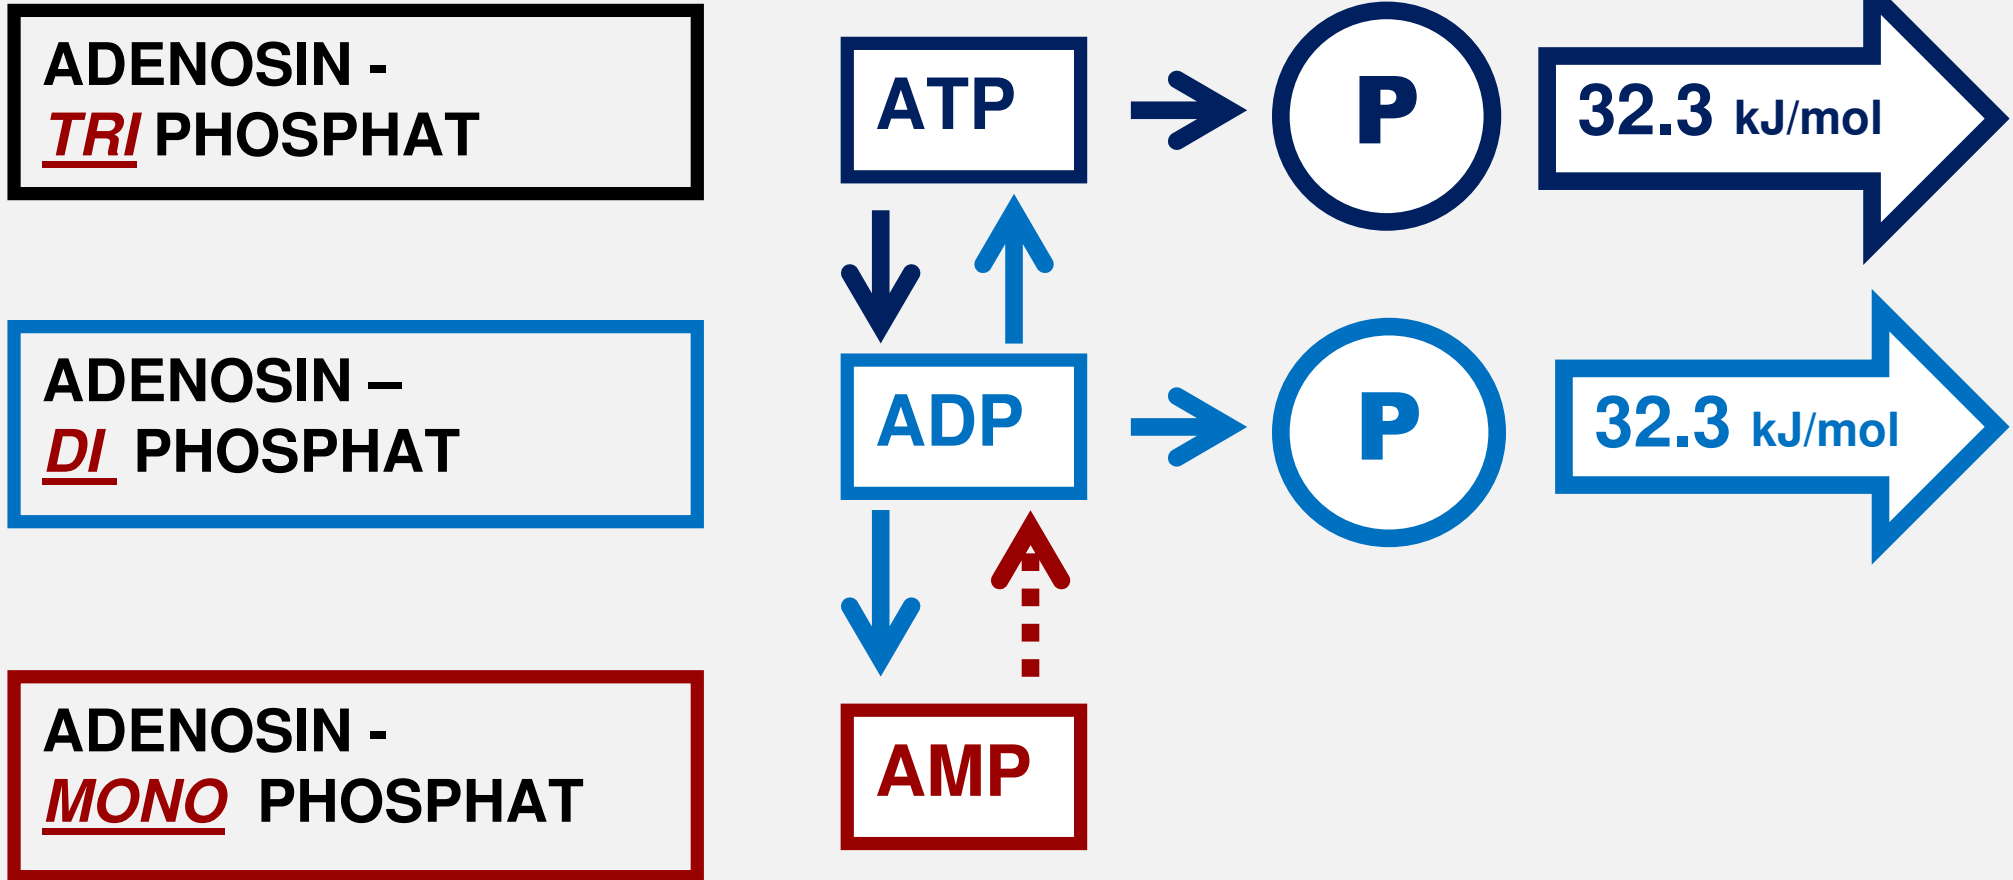 ADENOSIN -
TRI PHOSPHAT
ATP
P
32.3 kJ/mol
ADENOSIN –
DI PHOSPHAT
ADP
P
32.3 kJ/mol
ADENOSIN -
MONO PHOSPHAT
AMP